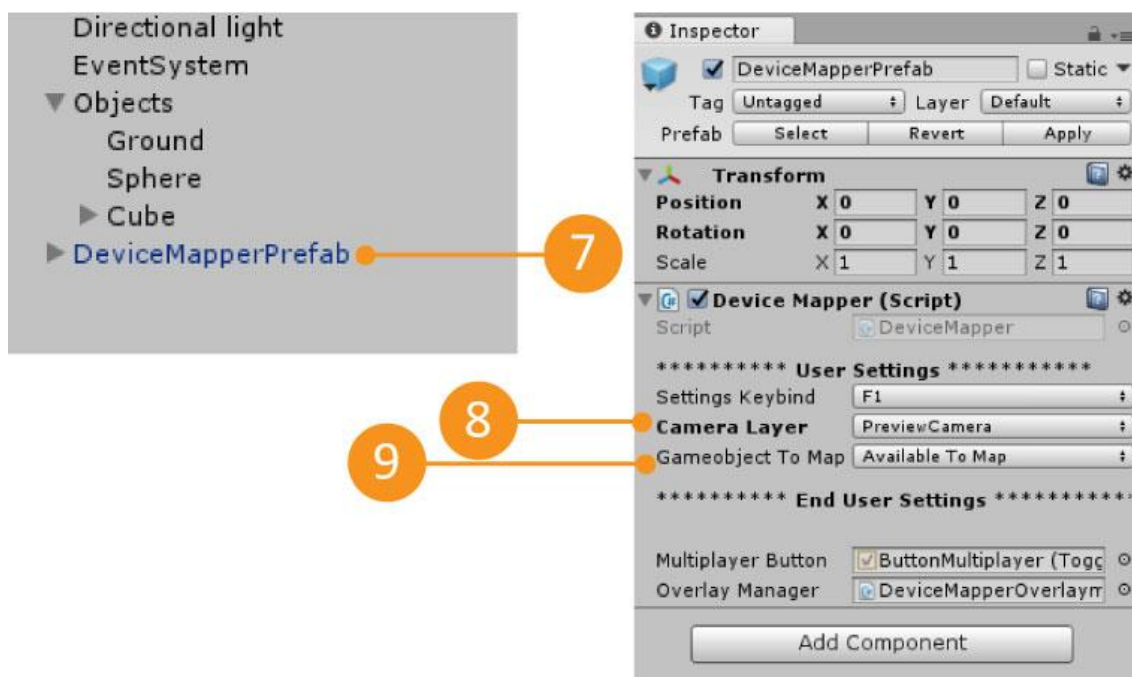 Directional light
EventSystem
Objects
Ground
Sphere
Cube
DeviceMapperPrefab
7
8
9
Inspector
DeviceMapperPrefab Static
Tag Untagged Layer Default
Prefab Select Revert Apply
Transform
Position X 0 Y 0 Z 0
Rotation X 0 Y 0 Z 0
Scale X 1 Y 1 Z 1
C# Device Mapper (Script)
Script DeviceMapper
********** User Settings ***********
Settings Keybind F1
Camera Layer PreviewCamera
Gameobject To Map Available To Map
********** End User Settings ***********
Multiplayer Button ButtonMultiplayer (Togg
Overlay Manager DeviceMapperOverlaym
Add Component